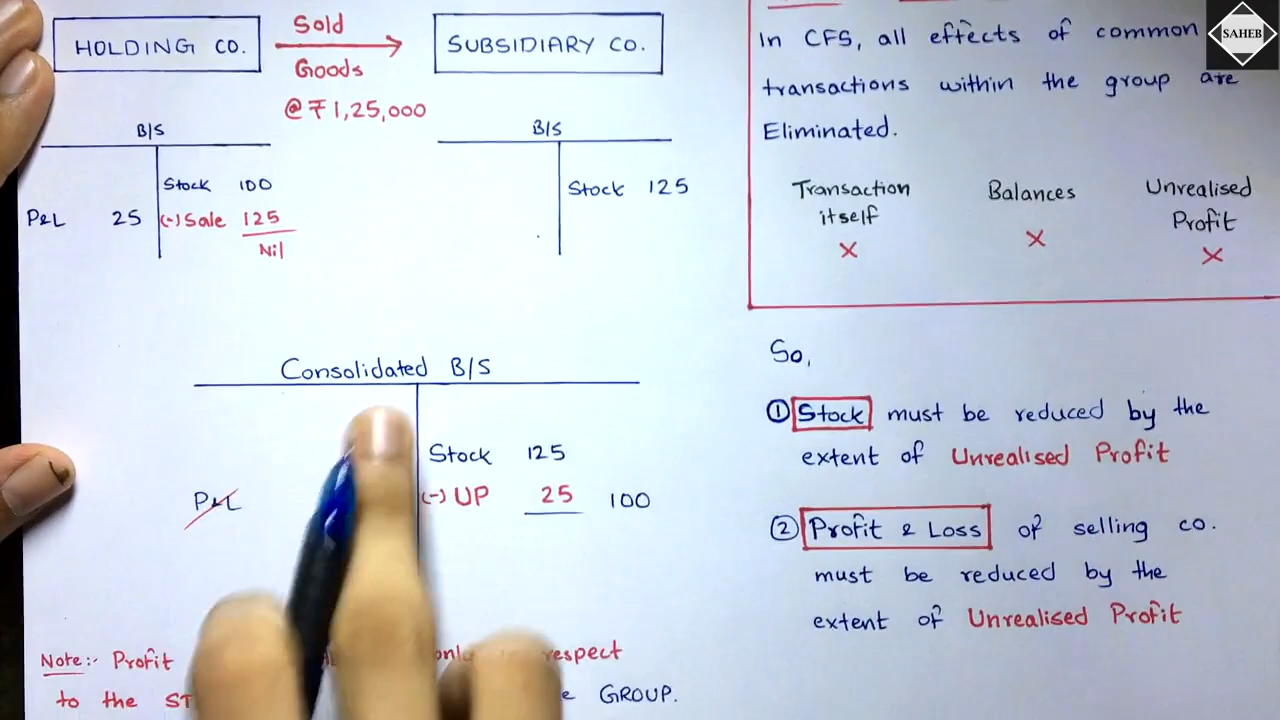 HOLDING CO.
Sold
Goods
@ ₹1,25,000
SUBSIDIARY CO.
B/S
Stock 100
P&L 25 (-) Sale 125
Nil
B/S
Stock 125
Consolidated B/S
Stock 125
P&L (-) UP 25 100
Note:- Profit respect
to the GROUP.
SAHEB
In CFS, all effects of common
transactions within the group are
Eliminated.
Transaction
itself
×
Balances
×
Unrealised
Profit
×
So,
① Stock must be reduced by the
extent of Unrealised Profit
② Profit & Loss of selling co.
must be reduced by the
extent of Unrealised Profit